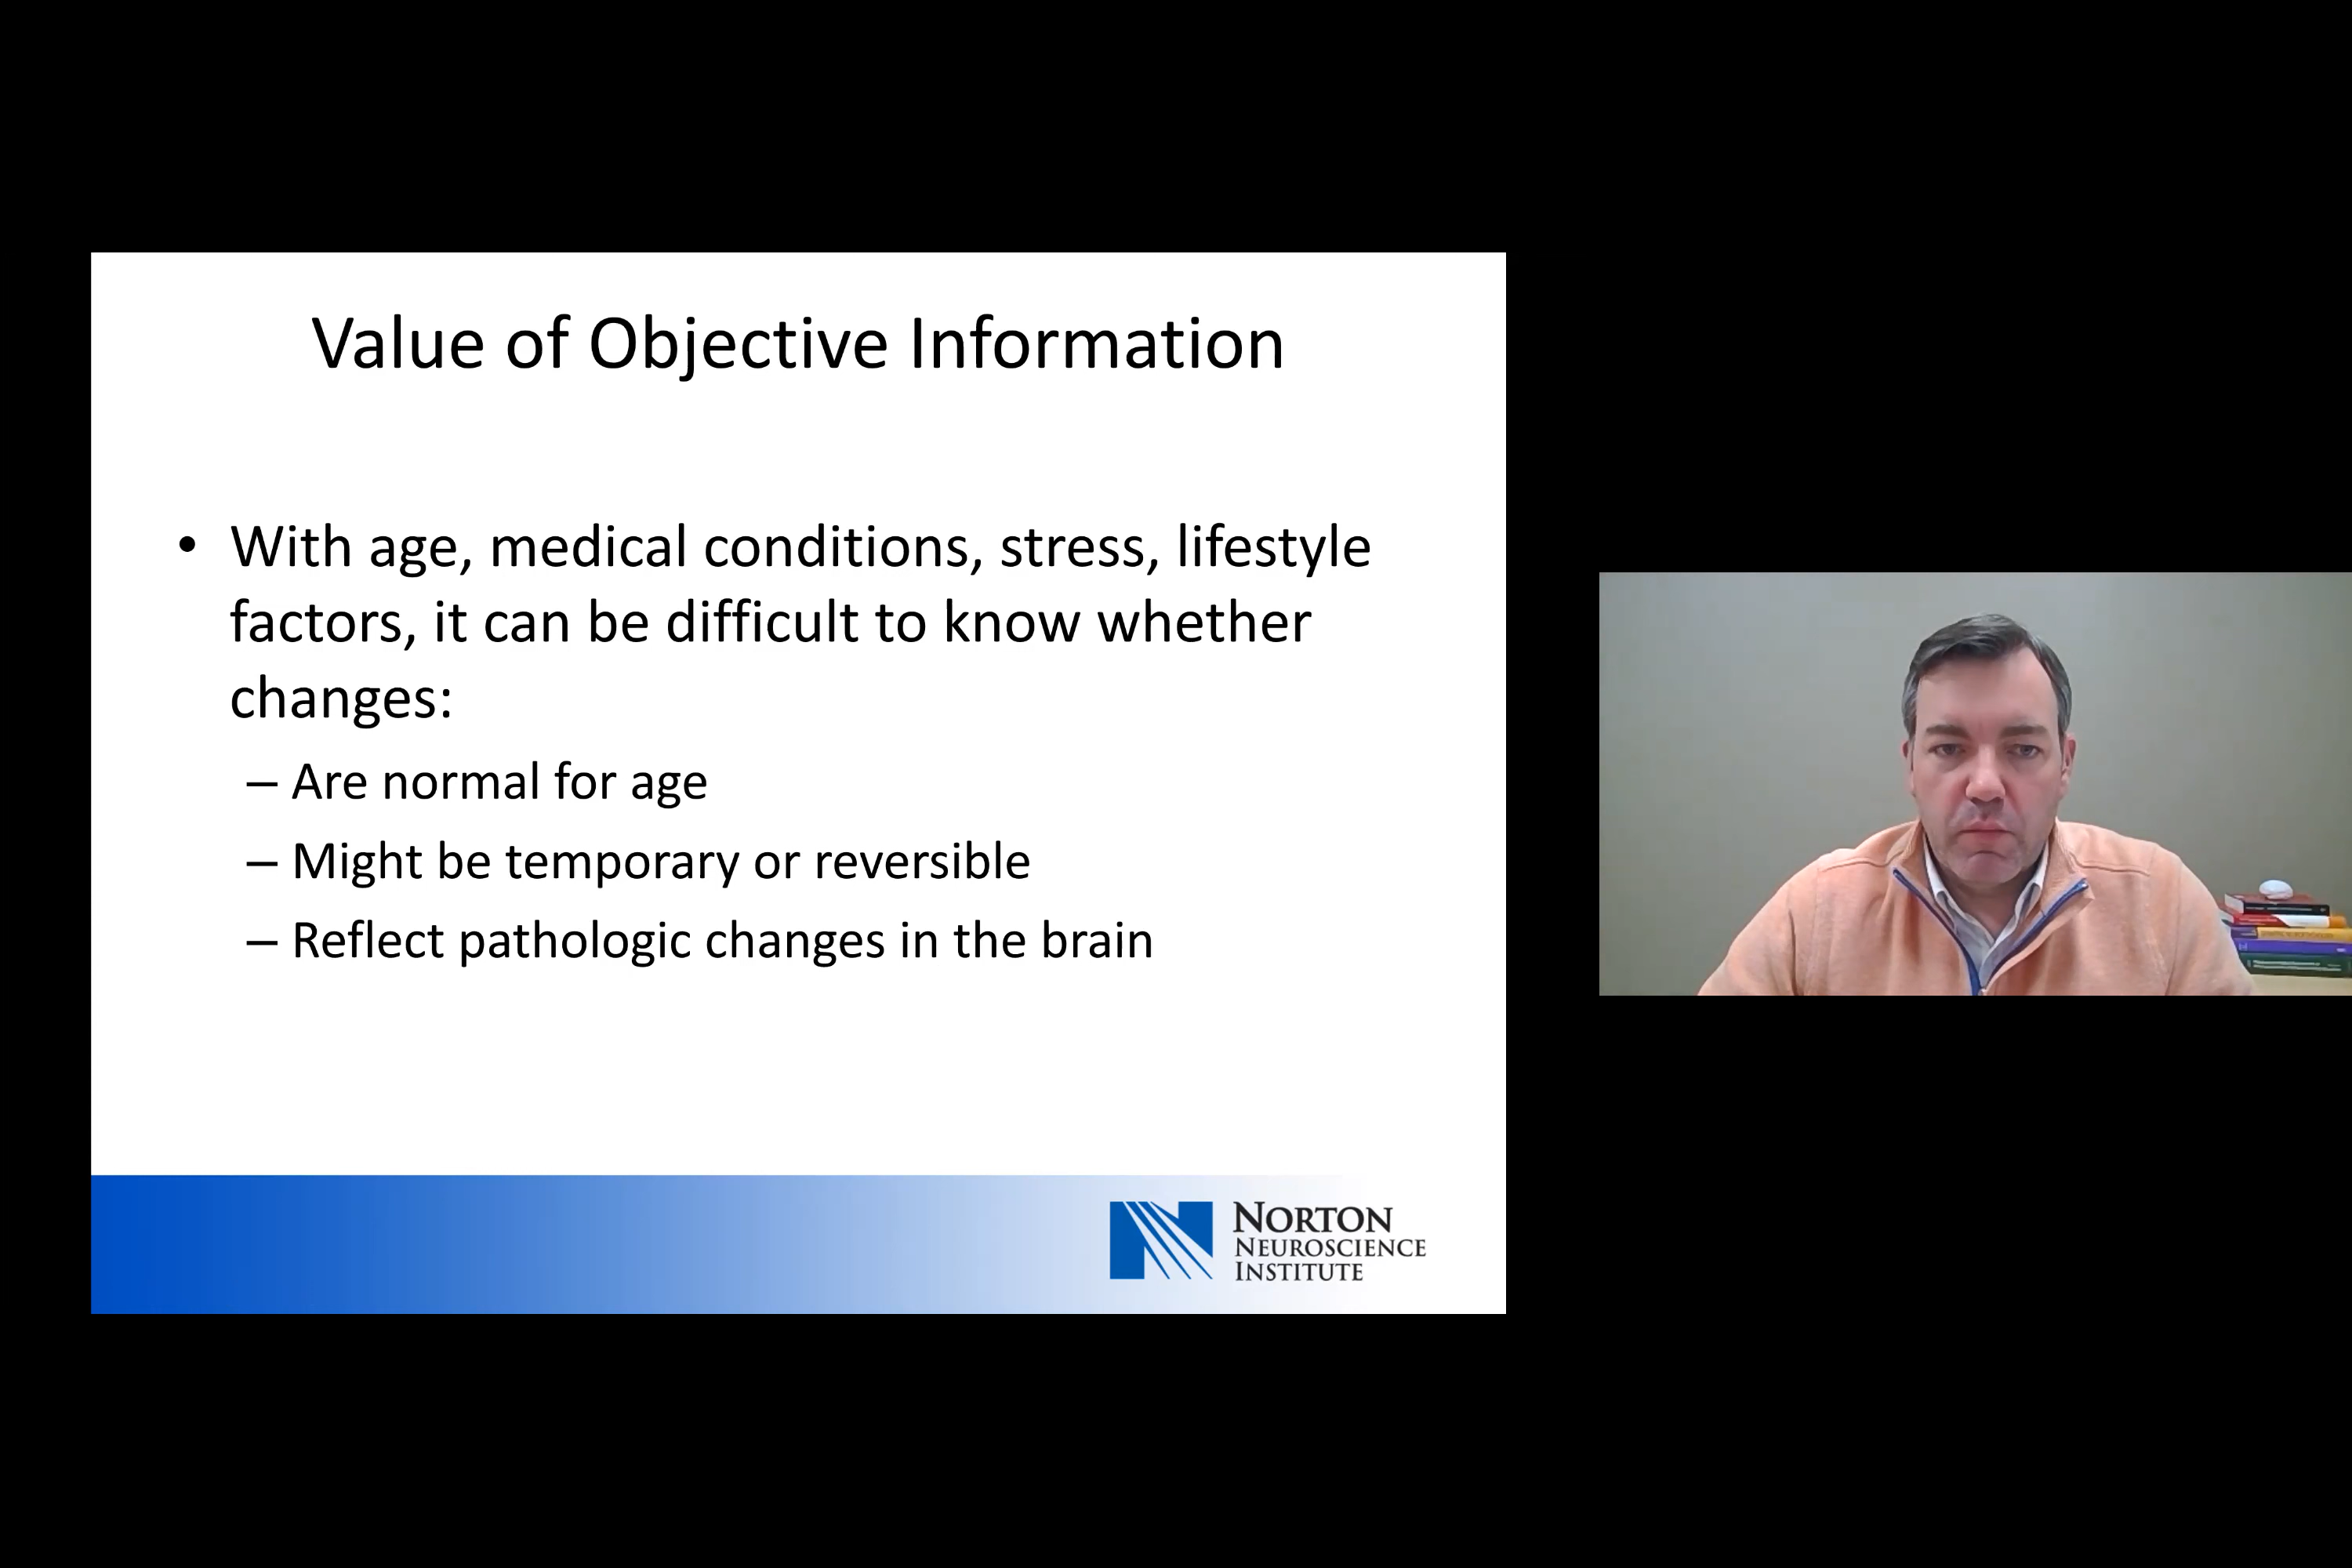 Value of Objective Information
• With age, medical conditions, stress, lifestyle
factors, it can be difficult to know whether
changes:
– Are normal for age
– Might be temporary or reversible
– Reflect pathologic changes in the brain
NORTON
NEUROSCIENCE
INSTITUTE